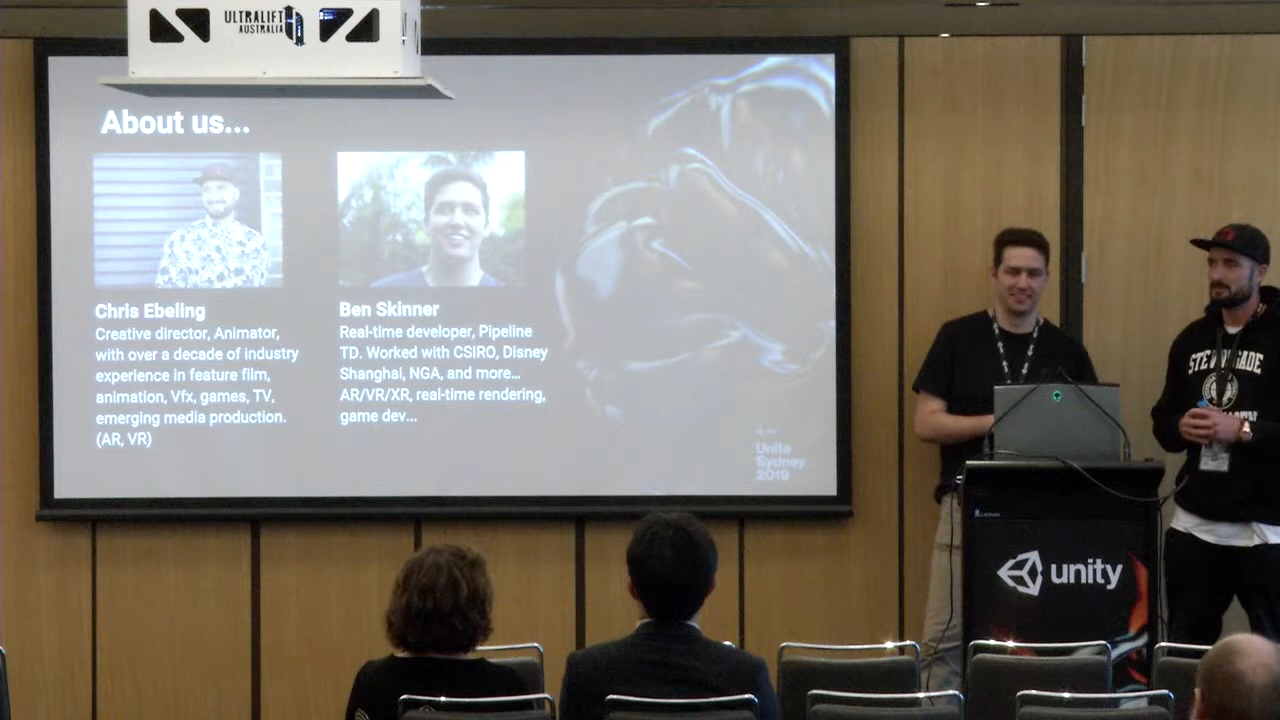 ULTRALIFT
AUSTRALIA
About us...
Chris Ebeling
Creative director, Animator,
with over a decade of industry
experience in feature film,
animation, Vfx, games, TV,
emerging media production.
(AR, VR)
Ben Skinner
Real-time developer, Pipeline
TD. Worked with CSIRO, Disney
Shanghai, NGA, and more...
AR/VR/XR, real-time rendering,
game dev...
Unite
Sydney
2019
unity